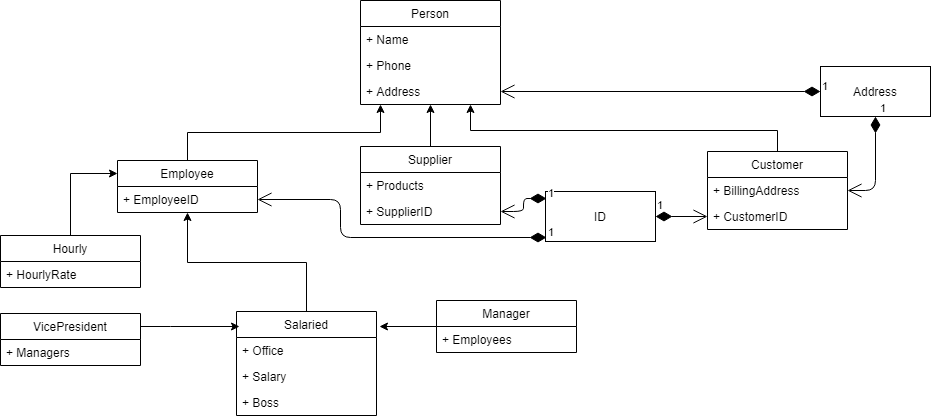 Person
+ Name
+ Phone
+ Address
1
Address
1
Employee
+ EmployeeID
Supplier
+ Products
+ SupplierID
1
ID
1
1
Customer
+ BillingAddress
+ CustomerID
Hourly
+ HourlyRate
VicePresident
+ Managers
Salaried
+ Office
+ Salary
+ Boss
Manager
+ Employees